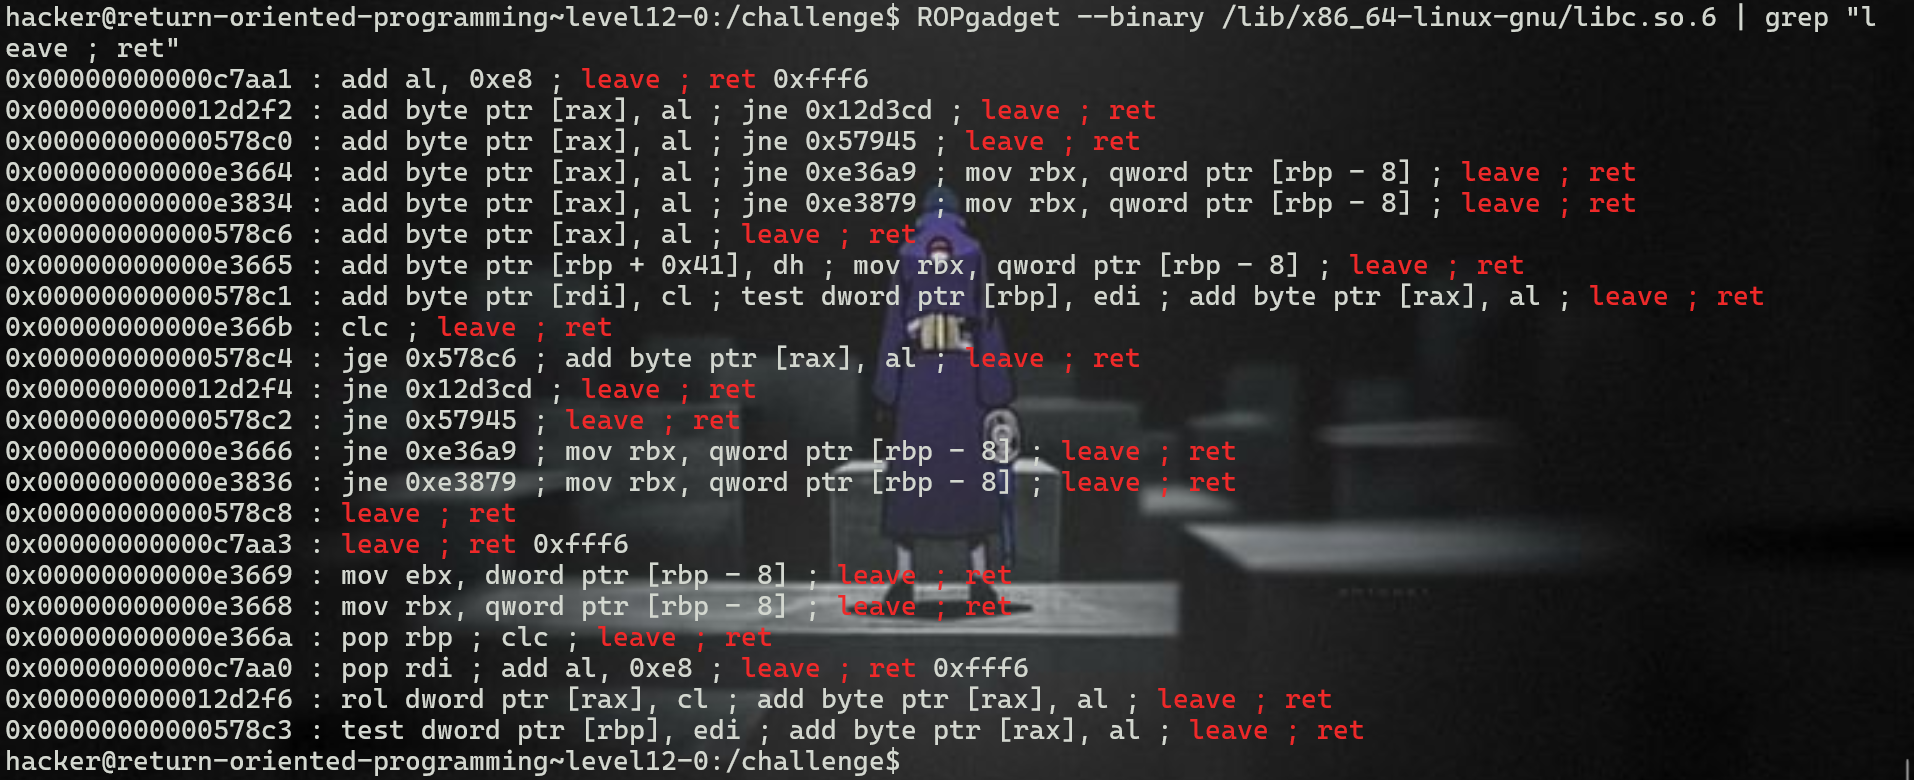 hacker@return-oriented-programming~level12-0:/challenge$ ROPgadget --binary /lib/x86_64-linux-gnu/libc.so.6 | grep "l
eave ; ret"
0x00000000000c7aa1 : add al, 0xe8 ; leave ; ret 0xfff6
0x000000000012d2f2 : add byte ptr [rax], al ; jne 0x12d3cd ; leave ; ret
0x00000000000578c0 : add byte ptr [rax], al ; jne 0x57945 ; leave ; ret
0x00000000000e3664 : add byte ptr [rax], al ; jne 0xe36a9 ; mov rbx, qword ptr [rbp - 8] ; leave ; ret
0x00000000000e3834 : add byte ptr [rax], al ; jne 0xe3879 ; mov rbx, qword ptr [rbp - 8] ; leave ; ret
0x00000000000578c6 : add byte ptr [rax], al ; leave ; ret
0x00000000000e3665 : add byte ptr [rbp + 0x41], dh ; mov rbx, qword ptr [rbp - 8] ; leave ; ret
0x00000000000578c1 : add byte ptr [rdi], cl ; test dword ptr [rbp], edi ; add byte ptr [rax], al ; leave ; ret
0x00000000000e366b : clc ; leave ; ret
0x00000000000578c4 : jge 0x578c6 ; add byte ptr [rax], al ; leave ; ret
0x000000000012d2f4 : jne 0x12d3cd ; leave ; ret
0x00000000000578c2 : jne 0x57945 ; leave ; ret
0x00000000000e3666 : jne 0xe36a9 ; mov rbx, qword ptr [rbp - 8] ; leave ; ret
0x00000000000e3836 : jne 0xe3879 ; mov rbx, qword ptr [rbp - 8] ; leave ; ret
0x00000000000578c8 : leave ; ret
0x00000000000c7aa3 : leave ; ret 0xfff6
0x00000000000e3669 : mov ebx, dword ptr [rbp - 8] ; leave ; ret
0x00000000000e3668 : mov rbx, qword ptr [rbp - 8] ; leave ; ret
0x00000000000e366a : pop rbp ; clc ; leave ; ret
0x00000000000c7aa0 : pop rdi ; add al, 0xe8 ; leave ; ret 0xfff6
0x000000000012d2f6 : rol dword ptr [rax], cl ; add byte ptr [rax], al ; leave ; ret
0x00000000000578c3 : test dword ptr [rbp], edi ; add byte ptr [rax], al ; leave ; ret
hacker@return-oriented-programming~level12-0:/challenge$